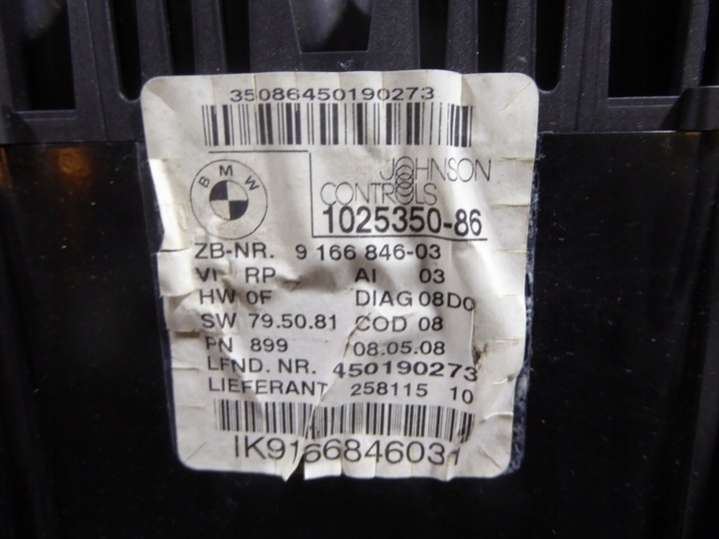 35086450190273
BMW
JOHNSON
CONTROLS
1025350-86
ZB-NR. 9 166 846-03
VI RP AI 03
HW 0F DIAG 08D0
SW 79.50.81 COD 08
PN 899 08.05.08
LFND. NR. 450190273
LIEFERANT 258115 10
IK9166846031